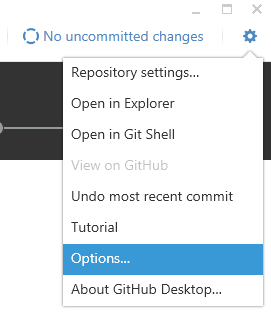 No uncommitted changes
Repository settings...
Open in Explorer
Open in Git Shell
View on GitHub
Undo most recent commit
Tutorial
Options...
About GitHub Desktop...